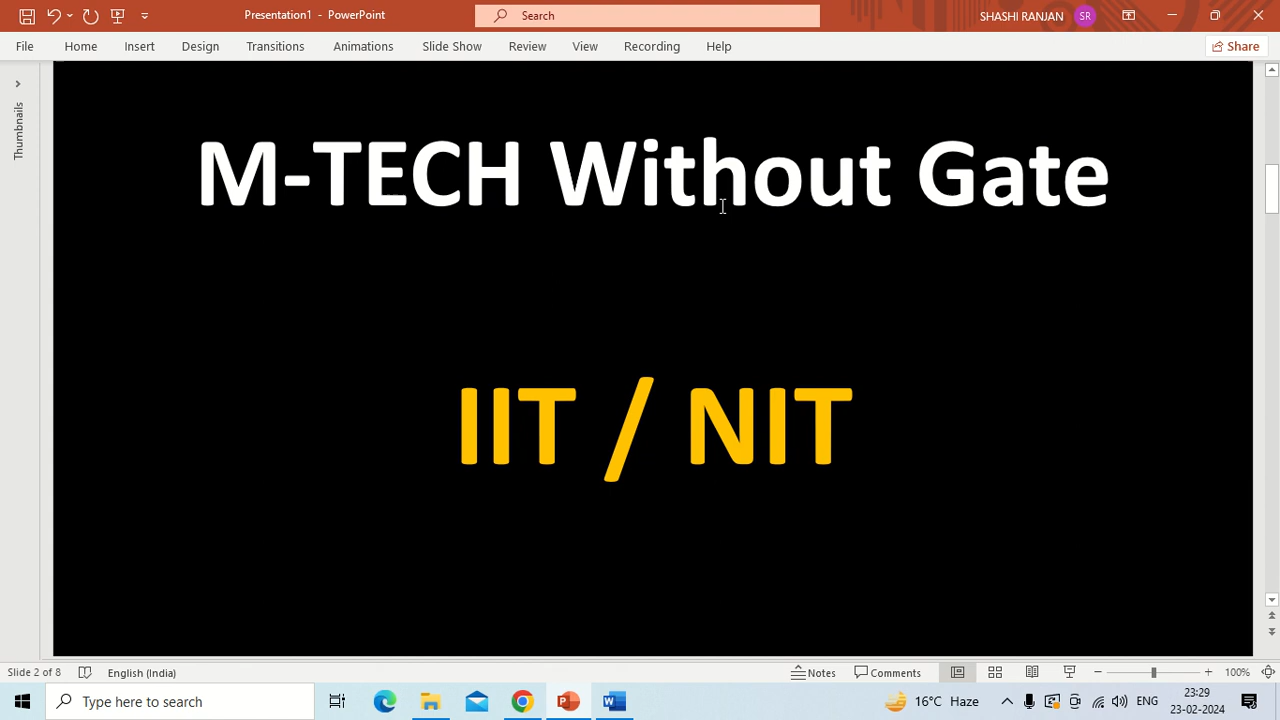 Presentation1 - PowerPoint
Search
SHASHI RANJAN
SR
File Home Insert Design Transitions Animations Slide Show Review View Recording Help
Share
Thumbnails
M-TECH Without Gate
IIT / NIT
Slide 2 of 8
English (India)
Notes
Comments
100%
Type here to search
16°C Haze
ENG
23:29
23-02-2024